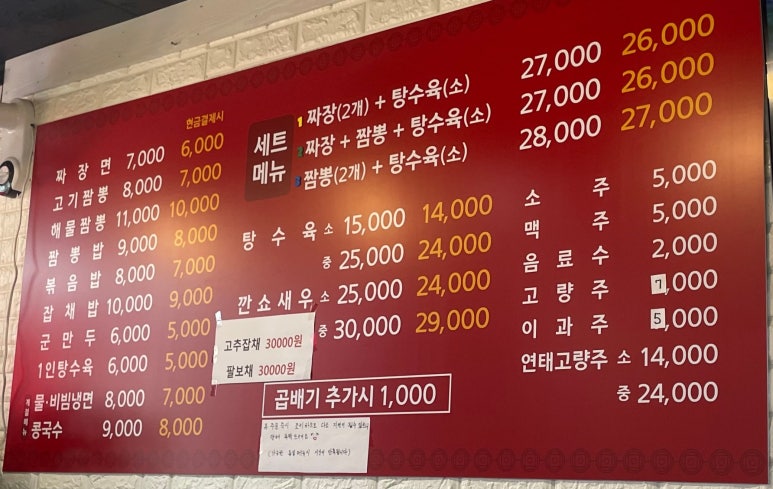 현금결제시
짜장면 7,000 6,000
고기짬뽕 8,000 7,000
해물짬뽕 11,000 10,000
짬뽕밥 9,000 8,000
볶음밥 8,000 7,000
잡채밥 10,000 9,000
군만두 6,000 5,000
1인탕수육 6,000 5,000
계절메뉴
물·비빔냉면 8,000 7,000
콩국수 9,000 8,000
세트
메뉴
1 짜장(2개) + 탕수육(소) 27,000 26,000
2 짜장 + 짬뽕 + 탕수육(소) 27,000 26,000
3 짬뽕(2개) + 탕수육(소) 28,000 27,000
탕수육 소 15,000 14,000
중 25,000 24,000
깐쇼새우 소 25,000 24,000
중 30,000 29,000
고추잡채 30000원
팔보채 30000원
곱배기 추가시 1,000
소주 5,000
맥주 5,000
음료수 2,000
고량주 7,000
이과주 5,000
연태고량주 소 14,000
중 24,000